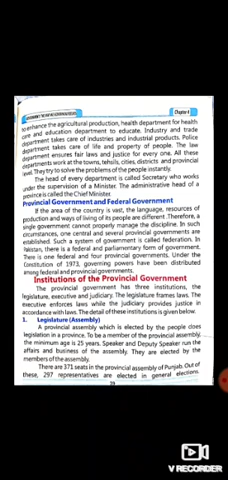 Chapter 4
to enhance the agricultural production, health department for health
care and education department to educate. Industry and trade
department takes care of industries and industrial products. Police
department takes care of life and property of people. The law
department ensures fair laws and justice for every one. All these
departments work at the towns, tehsils, cities, districts and provincial
level. They try to solve the problems of the people instantly.
The head of every department is called Secretary who works
under the supervision of a Minister. The administrative head of a
province is called the Chief Minister.
Provincial Government and Federal Government
If the area of the country is vast, the language, resources of
production and ways of living of its people are different. Therefore, a
single government cannot properly manage the discipline. In such
circumstances, one central and several provincial governments are
established. Such a system of government is called federation. In
Pakistan, there is a federal and parliamentary form of government.
There is one federal and four provincial governments. Under the
Constitution of 1973, governing powers have been distributed
among federal and provincial governments.
Institutions of the Provincial Government
The provincial government has three institutions, the
legislature, executive and judiciary. The legislature frames laws. The
executive enforces laws while the judiciary provides justice in
accordance with laws. The detail of these institutions is given below.
1. Legislature (Assembly)
A provincial assembly which is elected by the people does
legislation in a province. To be a member of the provincial assembly,
the minimum age is 25 years. Speaker and Deputy Speaker run the
affairs and business of the assembly. They are elected by the
members of the assembly.
There are 371 seats in the provincial assembly of Punjab. Out of
these, 297 representatives are elected in general elections.
39
V RECORDER